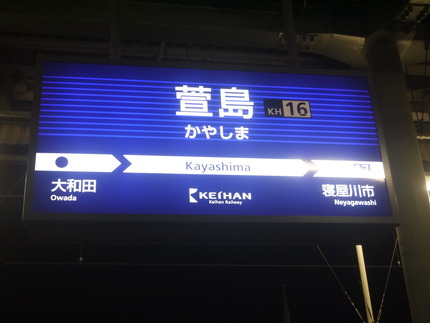 萱島 KH 16
かやしま
Kayashima
大和田
Owada
KEIHAN
Keihan Railway
寝屋川市
Neyagawashi